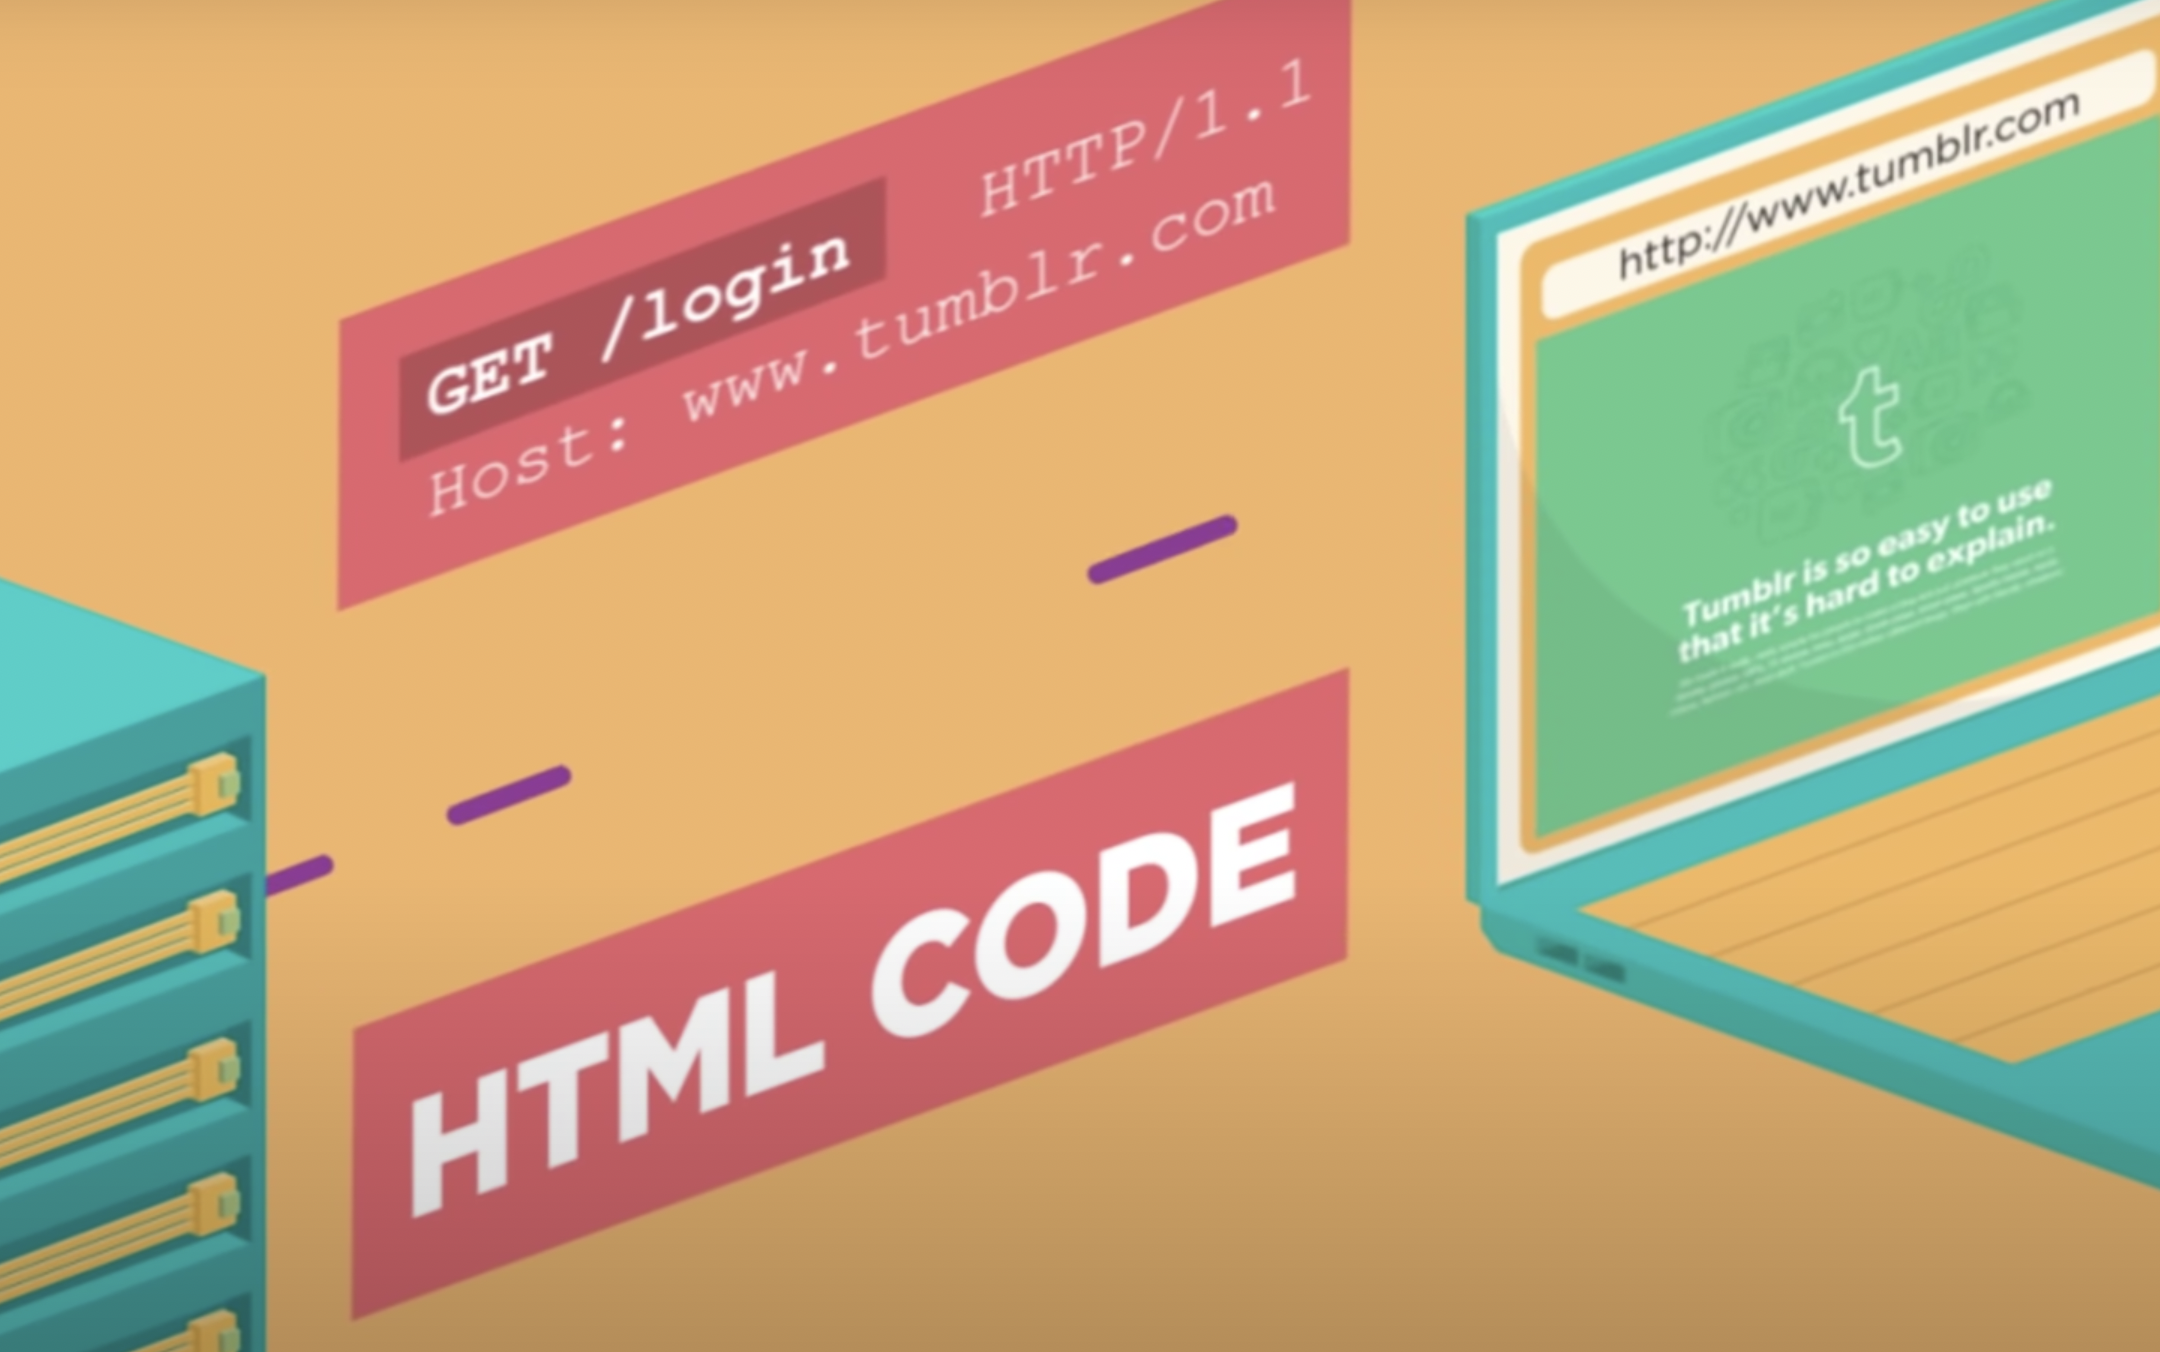 GET /login HTTP/1.1
Host: www.tumblr.com
HTML CODE
http://www.tumblr.com
t
Tumblr is so easy to use
that it's hard to explain.